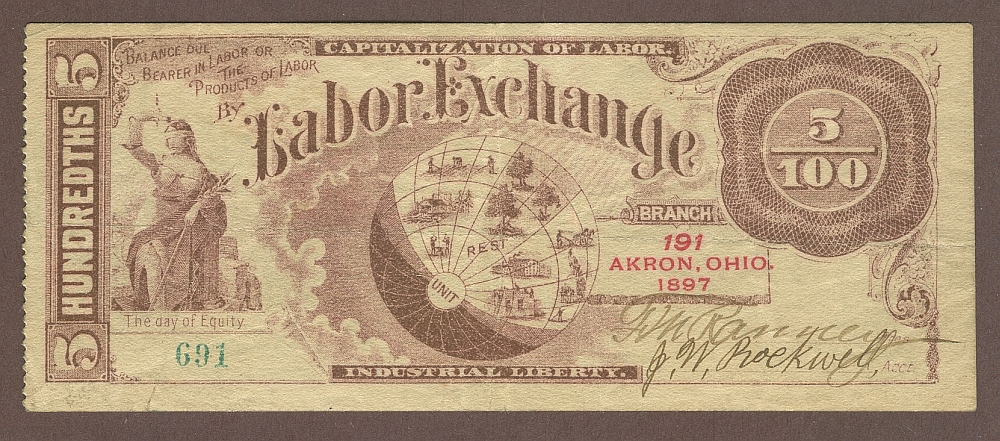 5
HUNDREDTHS
5
BALANCE DUE
BEARER IN LABOR OR
THE
PRODUCTS OF LABOR
BY
CAPITALIZATION OF LABOR.
Labor Exchange
5
100
BRANCH
191
AKRON, OHIO.
1897
REST
UNIT
The day of Equity
691
INDUSTRIAL LIBERTY.
J. W. Rockwell,
ACCT.